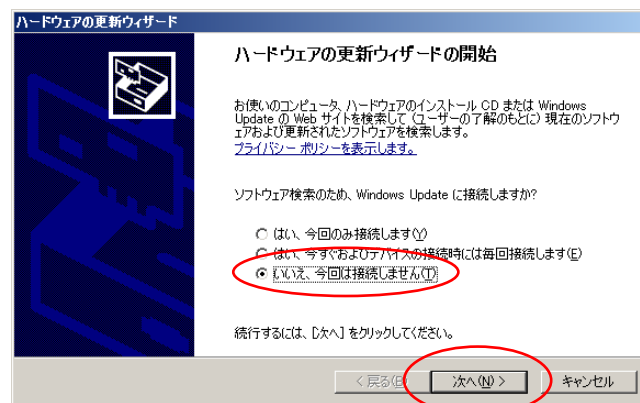 ハードウェアの更新ウィザード
ハードウェアの更新ウィザードの開始
お使いのコンピュータ、ハードウェアのインストール CD または Windows
Update の Web サイトを検索して (ユーザーの了解のもとに) 現在のソフトウ
ェアおよび更新されたソフトウェアを検索します。
プライバシー ポリシーを表示します。
ソフトウェア検索のため、Windows Update に接続しますか?
はい、今回のみ接続します(Y)
はい、今すぐおよびデバイスの接続時には毎回接続します(E)
いいえ、今回は接続しません(T)
続行するには、[次へ] をクリックしてください。
< 戻る(B)
次へ(N) >
キャンセル